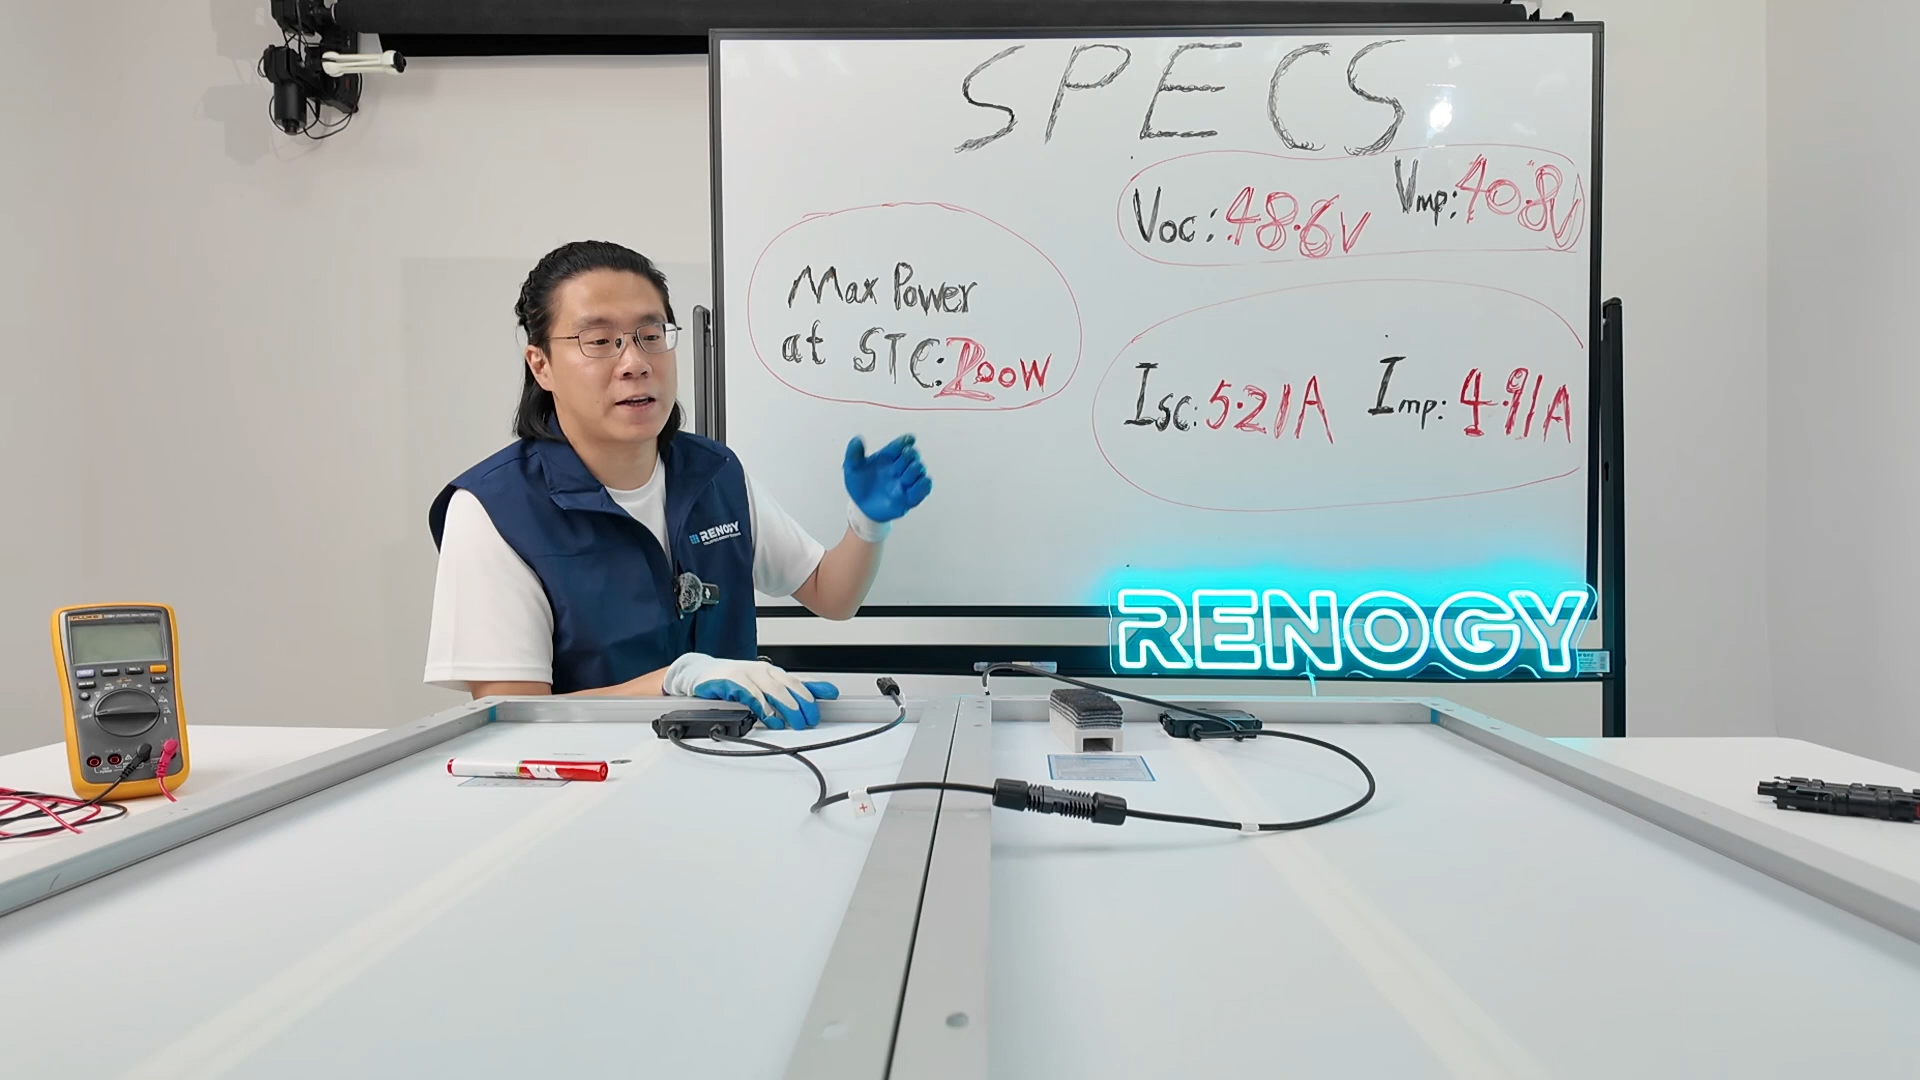 SPECS
Voc: 48.6V Vmp: 40.8V
Max Power
at STC: 200W
Isc: 5.21A Imp: 4.91A
RENOGY
RENOGY
FLUKE
+